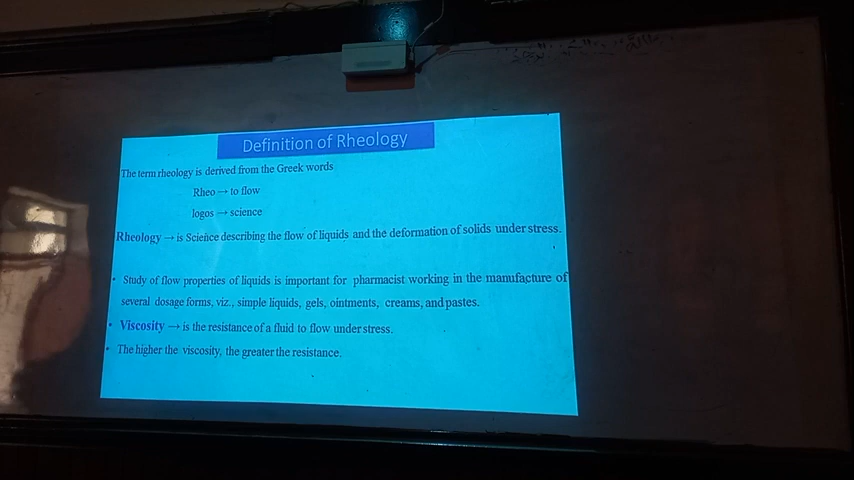 Definition of Rheology
The term rheology is derived from the Greek words
Rheo → to flow
logos → science
Rheology → is Science describing the flow of liquids and the deformation of solids under stress.
• Study of flow properties of liquids is important for pharmacist working in the manufacture of
several dosage forms, viz., simple liquids, gels, ointments, creams, and pastes.
• Viscosity → is the resistance of a fluid to flow under stress.
• The higher the viscosity, the greater the resistance.